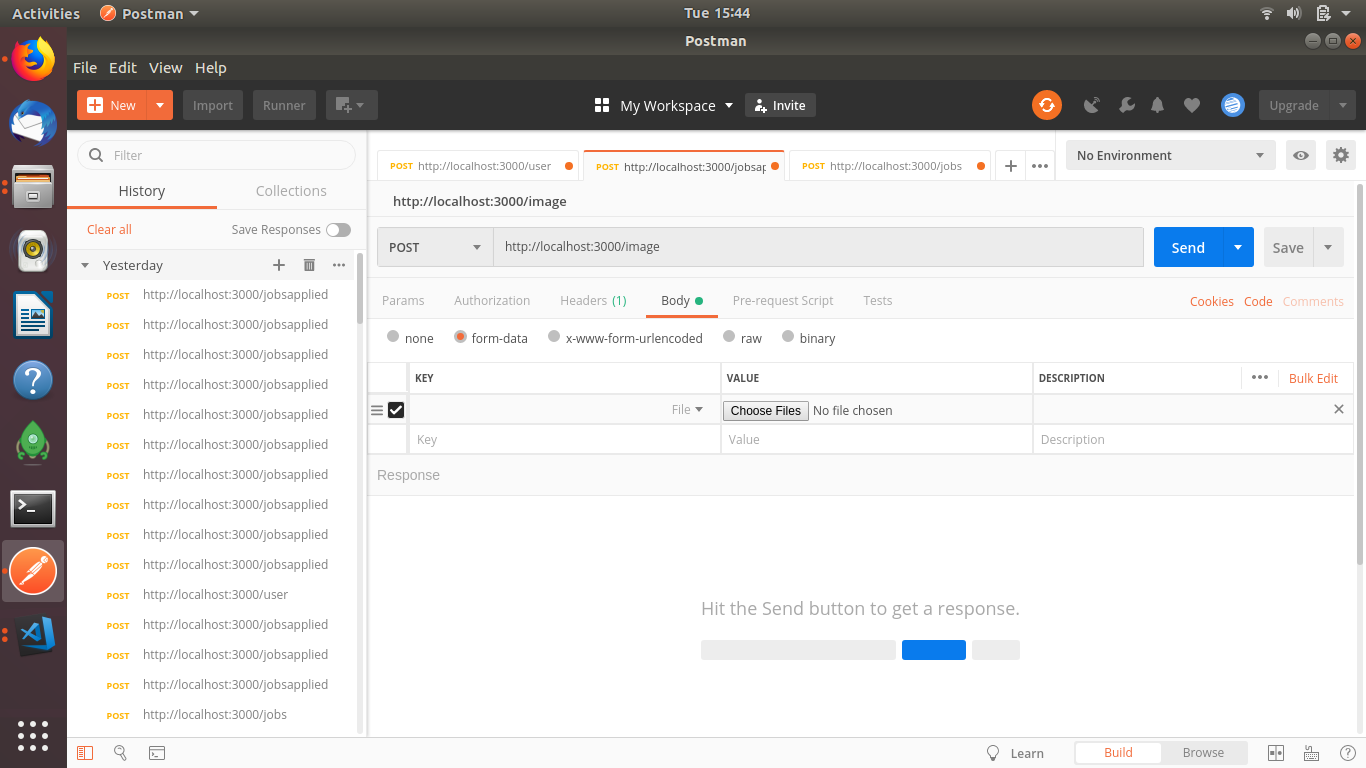 Activities Postman Tue 15:44
Postman
File Edit View Help
New Import Runner My Workspace Invite Upgrade
Filter
History Collections
Clear all Save Responses
Yesterday
POST http://localhost:3000/jobsapplied
POST http://localhost:3000/jobsapplied
POST http://localhost:3000/jobsapplied
POST http://localhost:3000/jobsapplied
POST http://localhost:3000/jobsapplied
POST http://localhost:3000/jobsapplied
POST http://localhost:3000/jobsapplied
POST http://localhost:3000/jobsapplied
POST http://localhost:3000/jobsapplied
POST http://localhost:3000/jobsapplied
POST http://localhost:3000/user
POST http://localhost:3000/jobsapplied
POST http://localhost:3000/jobsapplied
POST http://localhost:3000/jobsapplied
POST http://localhost:3000/jobs
POST http://localhost:3000/user POST http://localhost:3000/jobsap POST http://localhost:3000/jobs No Environment
http://localhost:3000/image
POST http://localhost:3000/image Send Save
Params Authorization Headers (1) Body Pre-request Script Tests Cookies Code Comments
none form-data x-www-form-urlencoded raw binary
KEY VALUE DESCRIPTION Bulk Edit
File Choose Files No file chosen
Key Value Description
Response
Hit the Send button to get a response.
Learn Build Browse